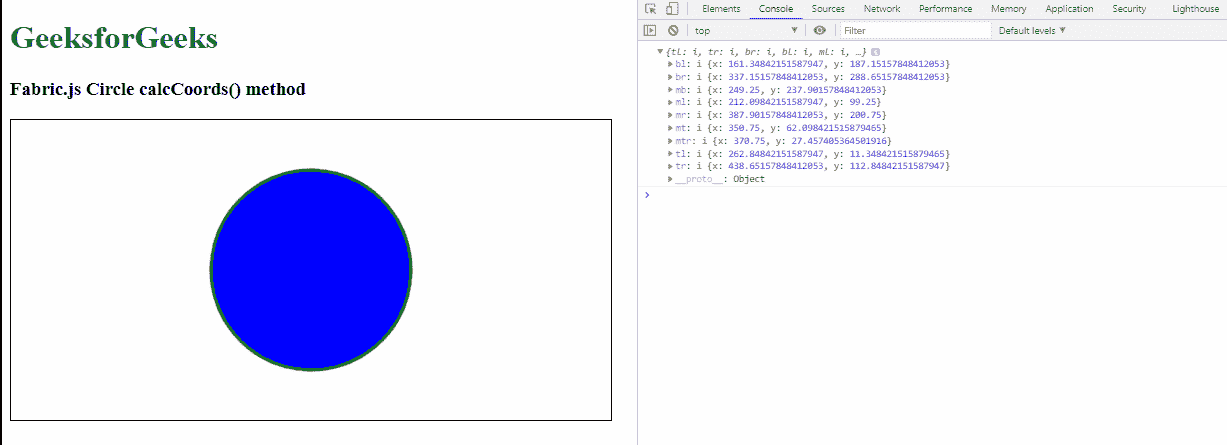 GeeksforGeeks
Fabric.js Circle calcCoords() method
Elements Console Sources Network Performance Memory Application Security Lighthouse
top Filter Default levels
{tl: i, tr: i, br: i, bl: i, ml: i, …}
bl: i {x: 161.34842151587947, y: 187.15157848412053}
br: i {x: 337.15157848412053, y: 288.65157848412053}
mb: i {x: 249.25, y: 237.90157848412053}
ml: i {x: 212.09842151587947, y: 99.25}
mr: i {x: 387.90157848412053, y: 200.75}
mt: i {x: 350.75, y: 62.098421515879465}
mtr: i {x: 370.75, y: 27.457405364501916}
tl: i {x: 262.84842151587947, y: 11.348421515879465}
tr: i {x: 438.65157848412053, y: 112.84842151587947}
__proto__: Object